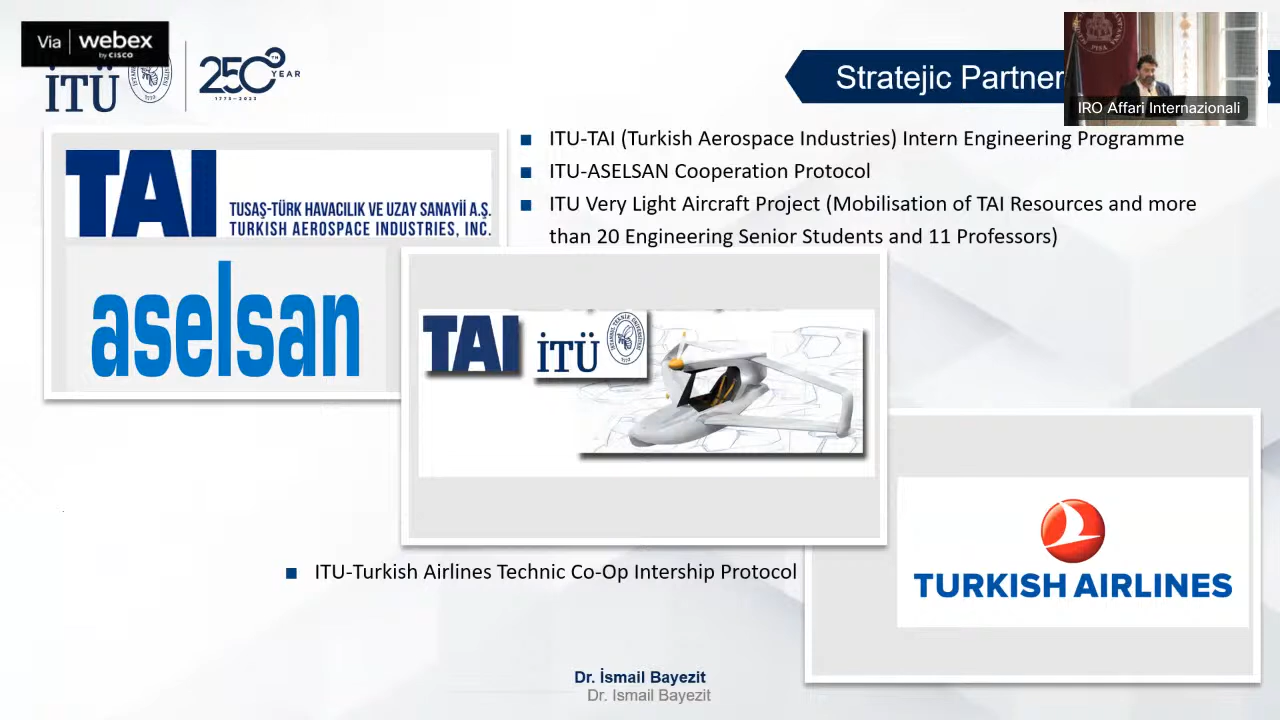 Via webex
by CISCO
İTÜ
250TH YEAR
1773-2023
Stratejic Partner
PISA
IRO Affari Internazionali
TAI
TUSAŞ-TÜRK HAVACILIK VE UZAY SANAYİİ A.Ş.
TURKISH AEROSPACE INDUSTRIES, INC.
aselsan
ITU-TAI (Turkish Aerospace Industries) Intern Engineering Programme
ITU-ASELSAN Cooperation Protocol
ITU Very Light Aircraft Project (Mobilisation of TAI Resources and more
than 20 Engineering Senior Students and 11 Professors)
TAI
İTÜ
ITU-Turkish Airlines Technic Co-Op Intership Protocol
TURKISH AIRLINES
Dr. İsmail Bayezit
Dr. Ismail Bayezit